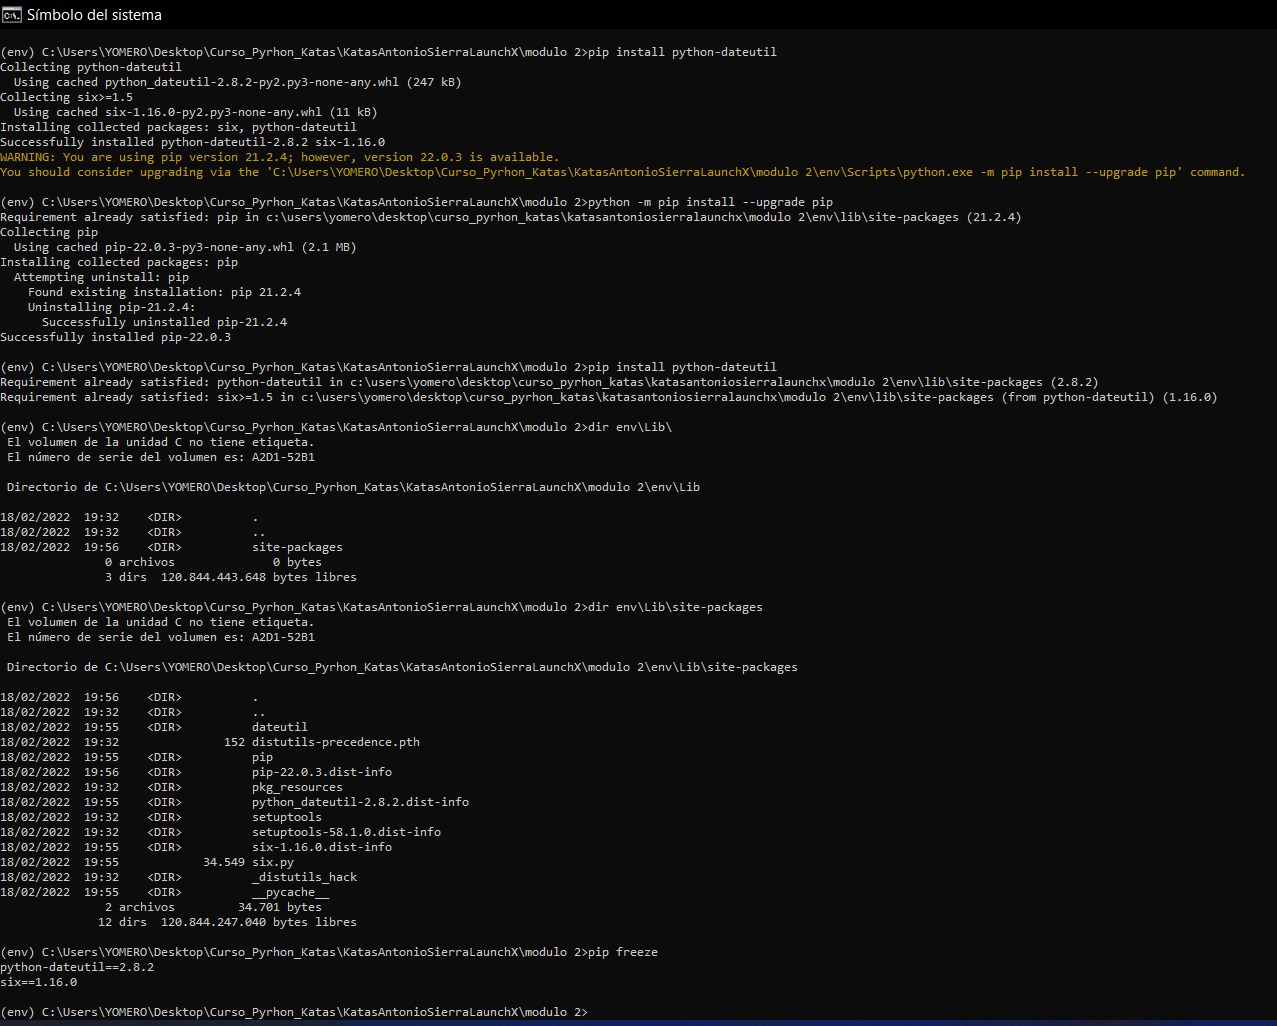 Símbolo del sistema
(env) C:\Users\YOMERO\Desktop\Curso_Pyrhon_Katas\KatasAntonioSierraLaunchX\modulo 2>pip install python-dateutil
Collecting python-dateutil
  Using cached python_dateutil-2.8.2-py2.py3-none-any.whl (247 kB)
Collecting six>=1.5
  Using cached six-1.16.0-py2.py3-none-any.whl (11 kB)
Installing collected packages: six, python-dateutil
Successfully installed python-dateutil-2.8.2 six-1.16.0
WARNING: You are using pip version 21.2.4; however, version 22.0.3 is available.
You should consider upgrading via the 'C:\Users\YOMERO\Desktop\Curso_Pyrhon_Katas\KatasAntonioSierraLaunchX\modulo 2\env\Scripts\python.exe -m pip install --upgrade pip' command.
(env) C:\Users\YOMERO\Desktop\Curso_Pyrhon_Katas\KatasAntonioSierraLaunchX\modulo 2>python -m pip install --upgrade pip
Requirement already satisfied: pip in c:\users\yomero\desktop\curso_pyrhon_katas\katasantoniosierralaunchx\modulo 2\env\lib\site-packages (21.2.4)
Collecting pip
  Using cached pip-22.0.3-py3-none-any.whl (2.1 MB)
Installing collected packages: pip
  Attempting uninstall: pip
    Found existing installation: pip 21.2.4
    Uninstalling pip-21.2.4:
      Successfully uninstalled pip-21.2.4
Successfully installed pip-22.0.3
(env) C:\Users\YOMERO\Desktop\Curso_Pyrhon_Katas\KatasAntonioSierraLaunchX\modulo 2>pip install python-dateutil
Requirement already satisfied: python-dateutil in c:\users\yomero\desktop\curso_pyrhon_katas\katasantoniosierralaunchx\modulo 2\env\lib\site-packages (2.8.2)
Requirement already satisfied: six>=1.5 in c:\users\yomero\desktop\curso_pyrhon_katas\katasantoniosierralaunchx\modulo 2\env\lib\site-packages (from python-dateutil) (1.16.0)
(env) C:\Users\YOMERO\Desktop\Curso_Pyrhon_Katas\KatasAntonioSierraLaunchX\modulo 2>dir env\Lib\
 El volumen de la unidad C no tiene etiqueta.
 El número de serie del volumen es: A2D1-52B1
 Directorio de C:\Users\YOMERO\Desktop\Curso_Pyrhon_Katas\KatasAntonioSierraLaunchX\modulo 2\env\Lib
18/02/2022  19:32    <DIR>          .
18/02/2022  19:32    <DIR>          ..
18/02/2022  19:56    <DIR>          site-packages
               0 archivos              0 bytes
               3 dirs  120.844.443.648 bytes libres
(env) C:\Users\YOMERO\Desktop\Curso_Pyrhon_Katas\KatasAntonioSierraLaunchX\modulo 2>dir env\Lib\site-packages
 El volumen de la unidad C no tiene etiqueta.
 El número de serie del volumen es: A2D1-52B1
 Directorio de C:\Users\YOMERO\Desktop\Curso_Pyrhon_Katas\KatasAntonioSierraLaunchX\modulo 2\env\Lib\site-packages
18/02/2022  19:56    <DIR>          .
18/02/2022  19:32    <DIR>          ..
18/02/2022  19:55    <DIR>          dateutil
18/02/2022  19:32               152 distutils-precedence.pth
18/02/2022  19:55    <DIR>          pip
18/02/2022  19:56    <DIR>          pip-22.0.3.dist-info
18/02/2022  19:32    <DIR>          pkg_resources
18/02/2022  19:55    <DIR>          python_dateutil-2.8.2.dist-info
18/02/2022  19:32    <DIR>          setuptools
18/02/2022  19:32    <DIR>          setuptools-58.1.0.dist-info
18/02/2022  19:55    <DIR>          six-1.16.0.dist-info
18/02/2022  19:55            34.549 six.py
18/02/2022  19:32    <DIR>          _distutils_hack
18/02/2022  19:55    <DIR>          __pycache__
               2 archivos         34.701 bytes
              12 dirs  120.844.247.040 bytes libres
(env) C:\Users\YOMERO\Desktop\Curso_Pyrhon_Katas\KatasAntonioSierraLaunchX\modulo 2>pip freeze
python-dateutil==2.8.2
six==1.16.0
(env) C:\Users\YOMERO\Desktop\Curso_Pyrhon_Katas\KatasAntonioSierraLaunchX\modulo 2>